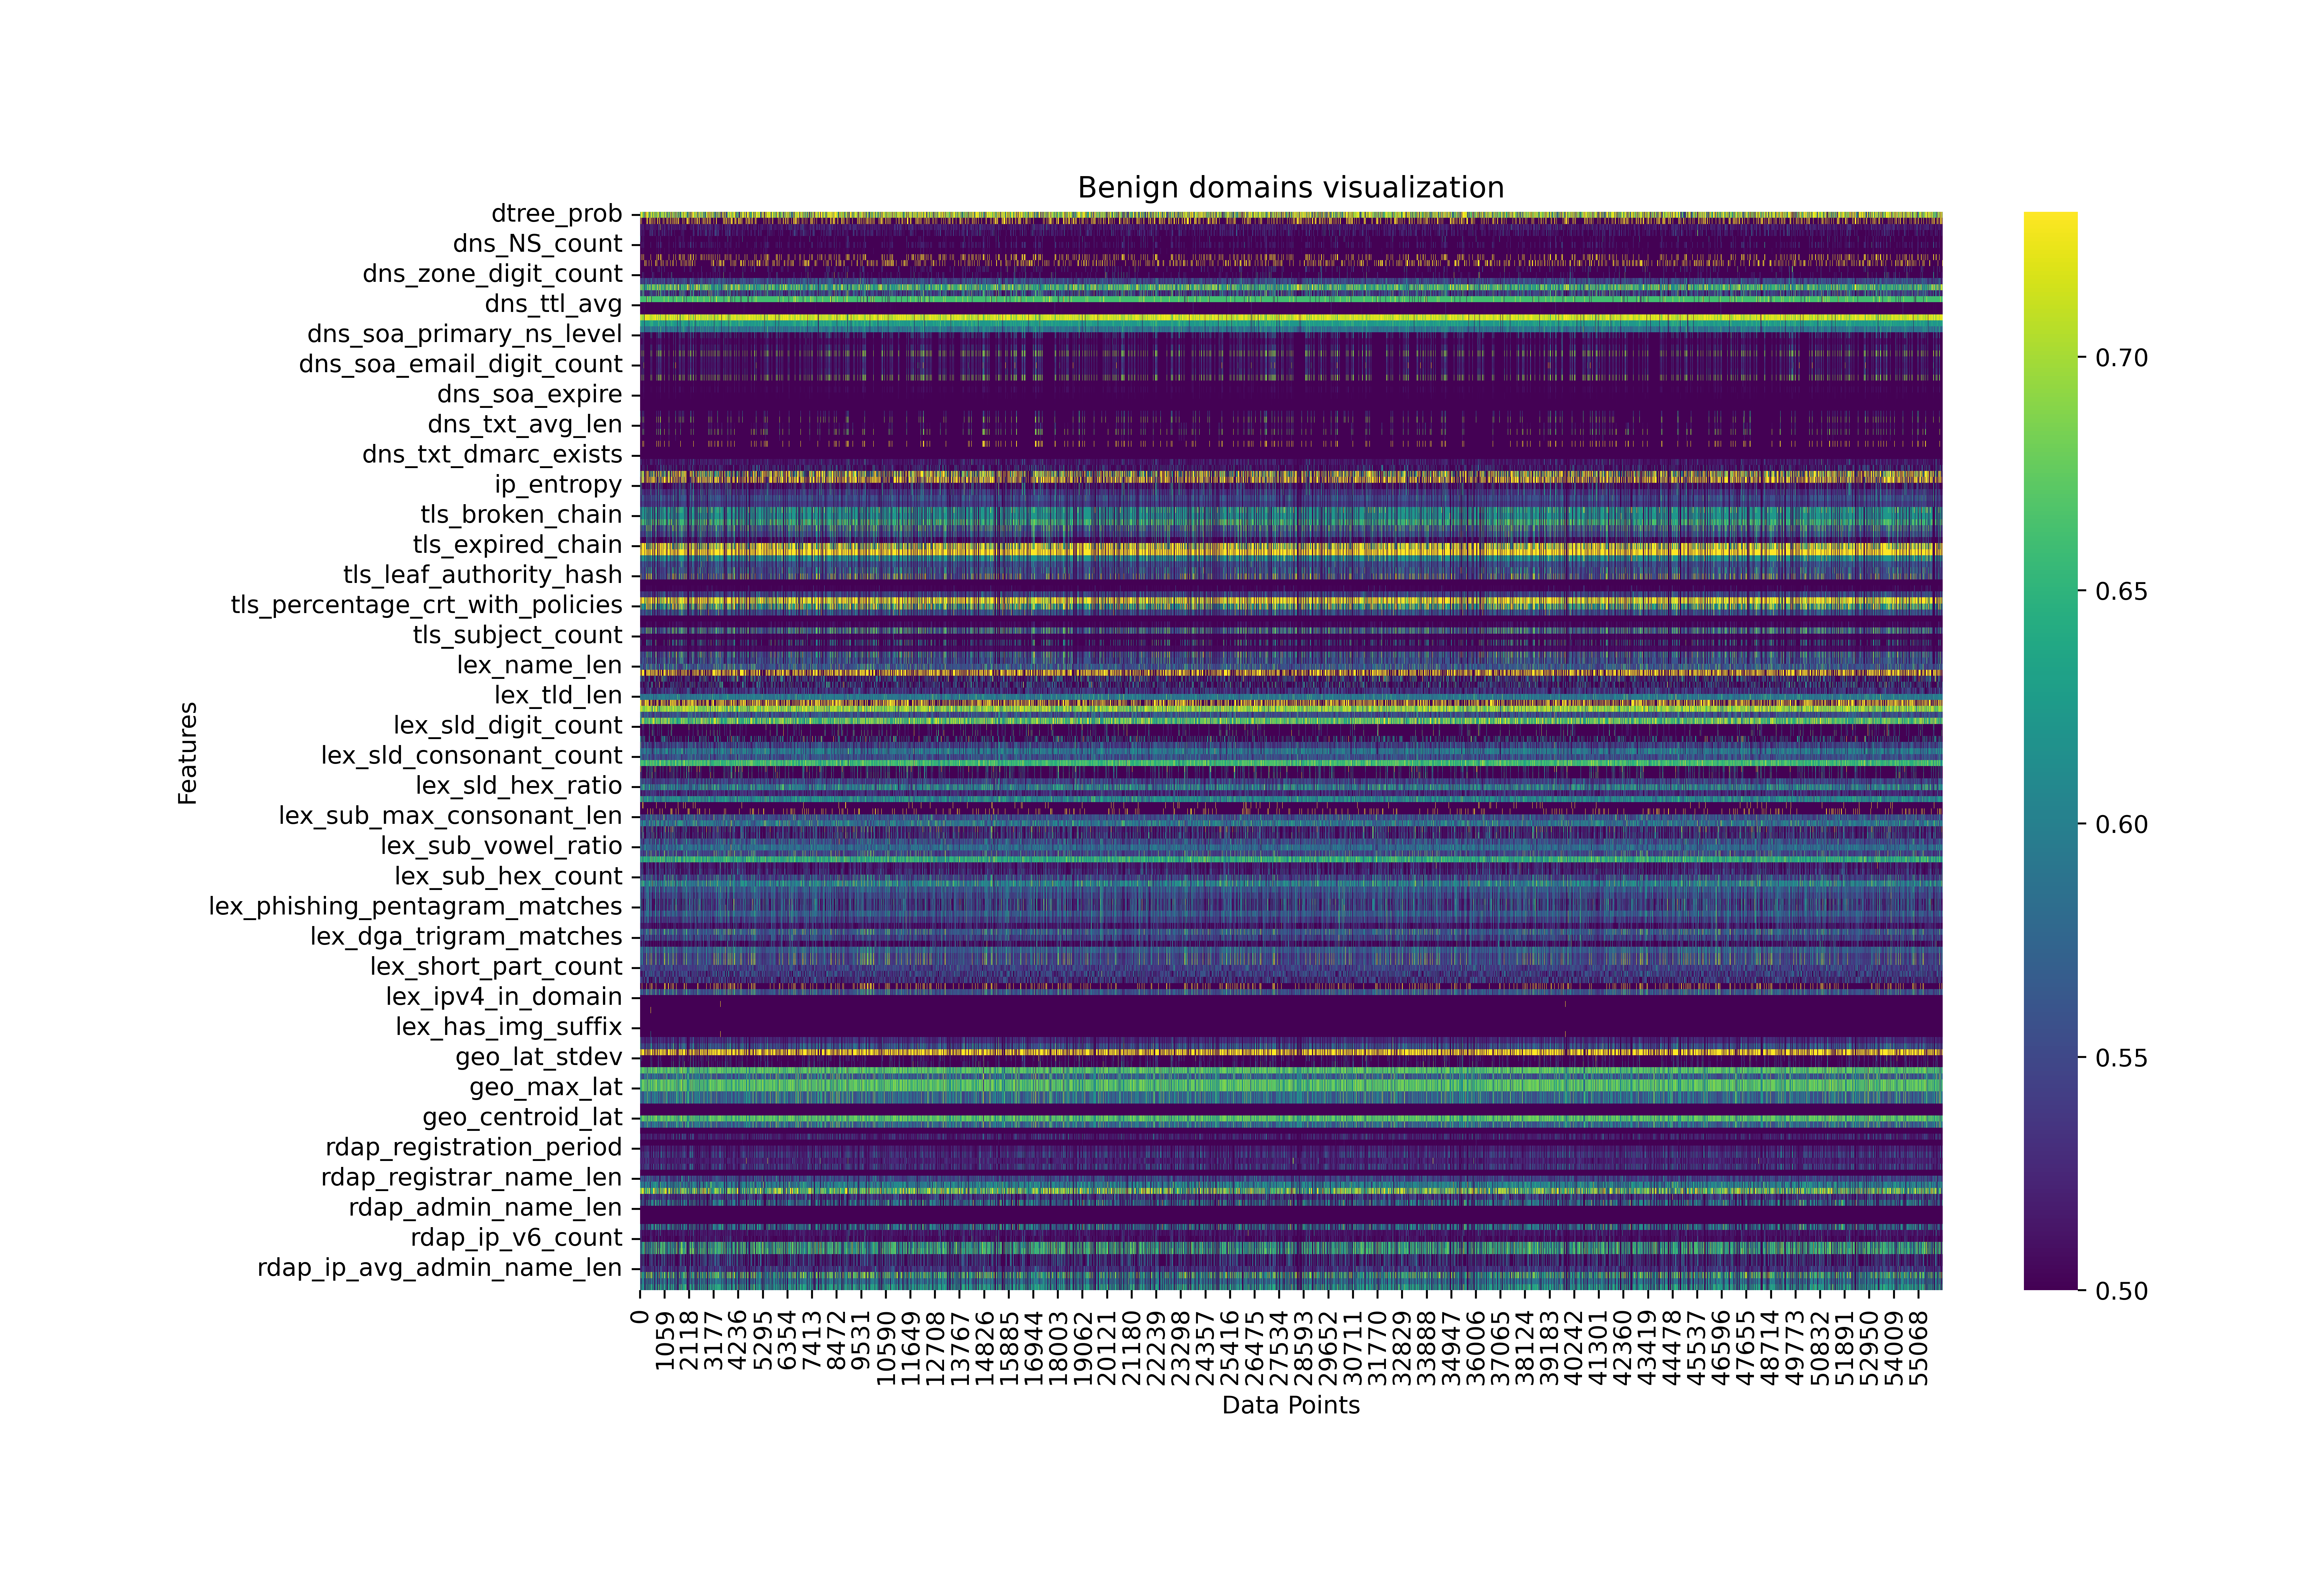 Benign domains visualization
Features
dtree_prob
dns_NS_count
dns_zone_digit_count
dns_ttl_avg
dns_soa_primary_ns_level
dns_soa_email_digit_count
dns_soa_expire
dns_txt_avg_len
dns_txt_dmarc_exists
ip_entropy
tls_broken_chain
tls_expired_chain
tls_leaf_authority_hash
tls_percentage_crt_with_policies
tls_subject_count
lex_name_len
lex_tld_len
lex_sld_digit_count
lex_sld_consonant_count
lex_sld_hex_ratio
lex_sub_max_consonant_len
lex_sub_vowel_ratio
lex_sub_hex_count
lex_phishing_pentagram_matches
lex_dga_trigram_matches
lex_short_part_count
lex_ipv4_in_domain
lex_has_img_suffix
geo_lat_stdev
geo_max_lat
geo_centroid_lat
rdap_registration_period
rdap_registrar_name_len
rdap_admin_name_len
rdap_ip_v6_count
rdap_ip_avg_admin_name_len
0
1059
2118
3177
4236
5295
6354
7413
8472
9531
10590
11649
12708
13767
14826
15885
16944
18003
19062
20121
21180
22239
23298
24357
25416
26475
27534
28593
29652
30711
31770
32829
33888
34947
36006
37065
38124
39183
40242
41301
42360
43419
44478
45537
46596
47655
48714
49773
50832
51891
52950
54009
55068
Data Points
0.70
0.65
0.60
0.55
0.50